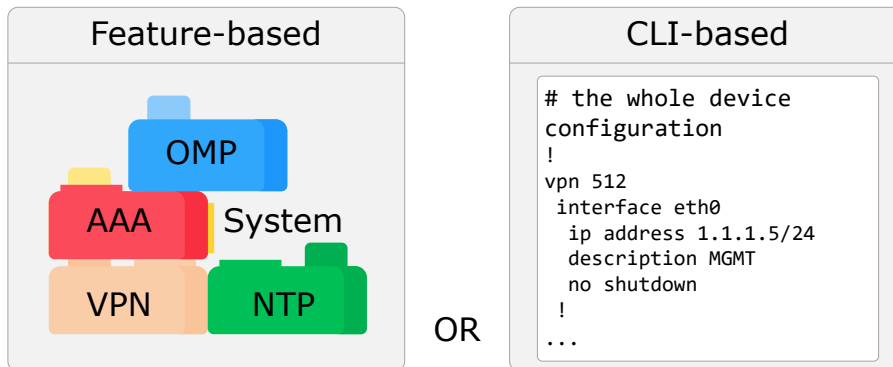 Feature-based
OMP
AAA
System
VPN
NTP
OR
CLI-based
# the whole device
configuration
!
vpn 512
interface eth0
ip address 1.1.1.5/24
description MGMT
no shutdown
!
...